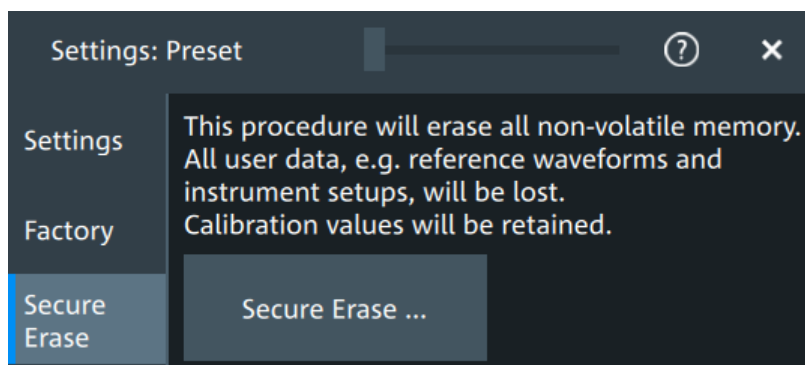 Settings: Preset
?
×
Settings
Factory
Secure
Erase
This procedure will erase all non-volatile memory.
All user data, e.g. reference waveforms and
instrument setups, will be lost.
Calibration values will be retained.
Secure Erase ...